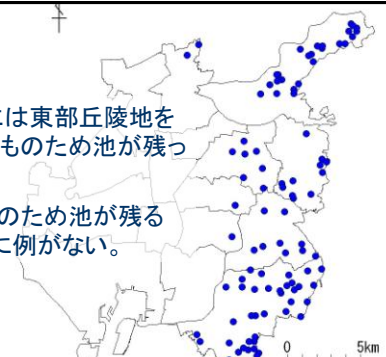 は東部丘陵地を
ものため池が残っ
のため池が残る
に例がない。
0 5km